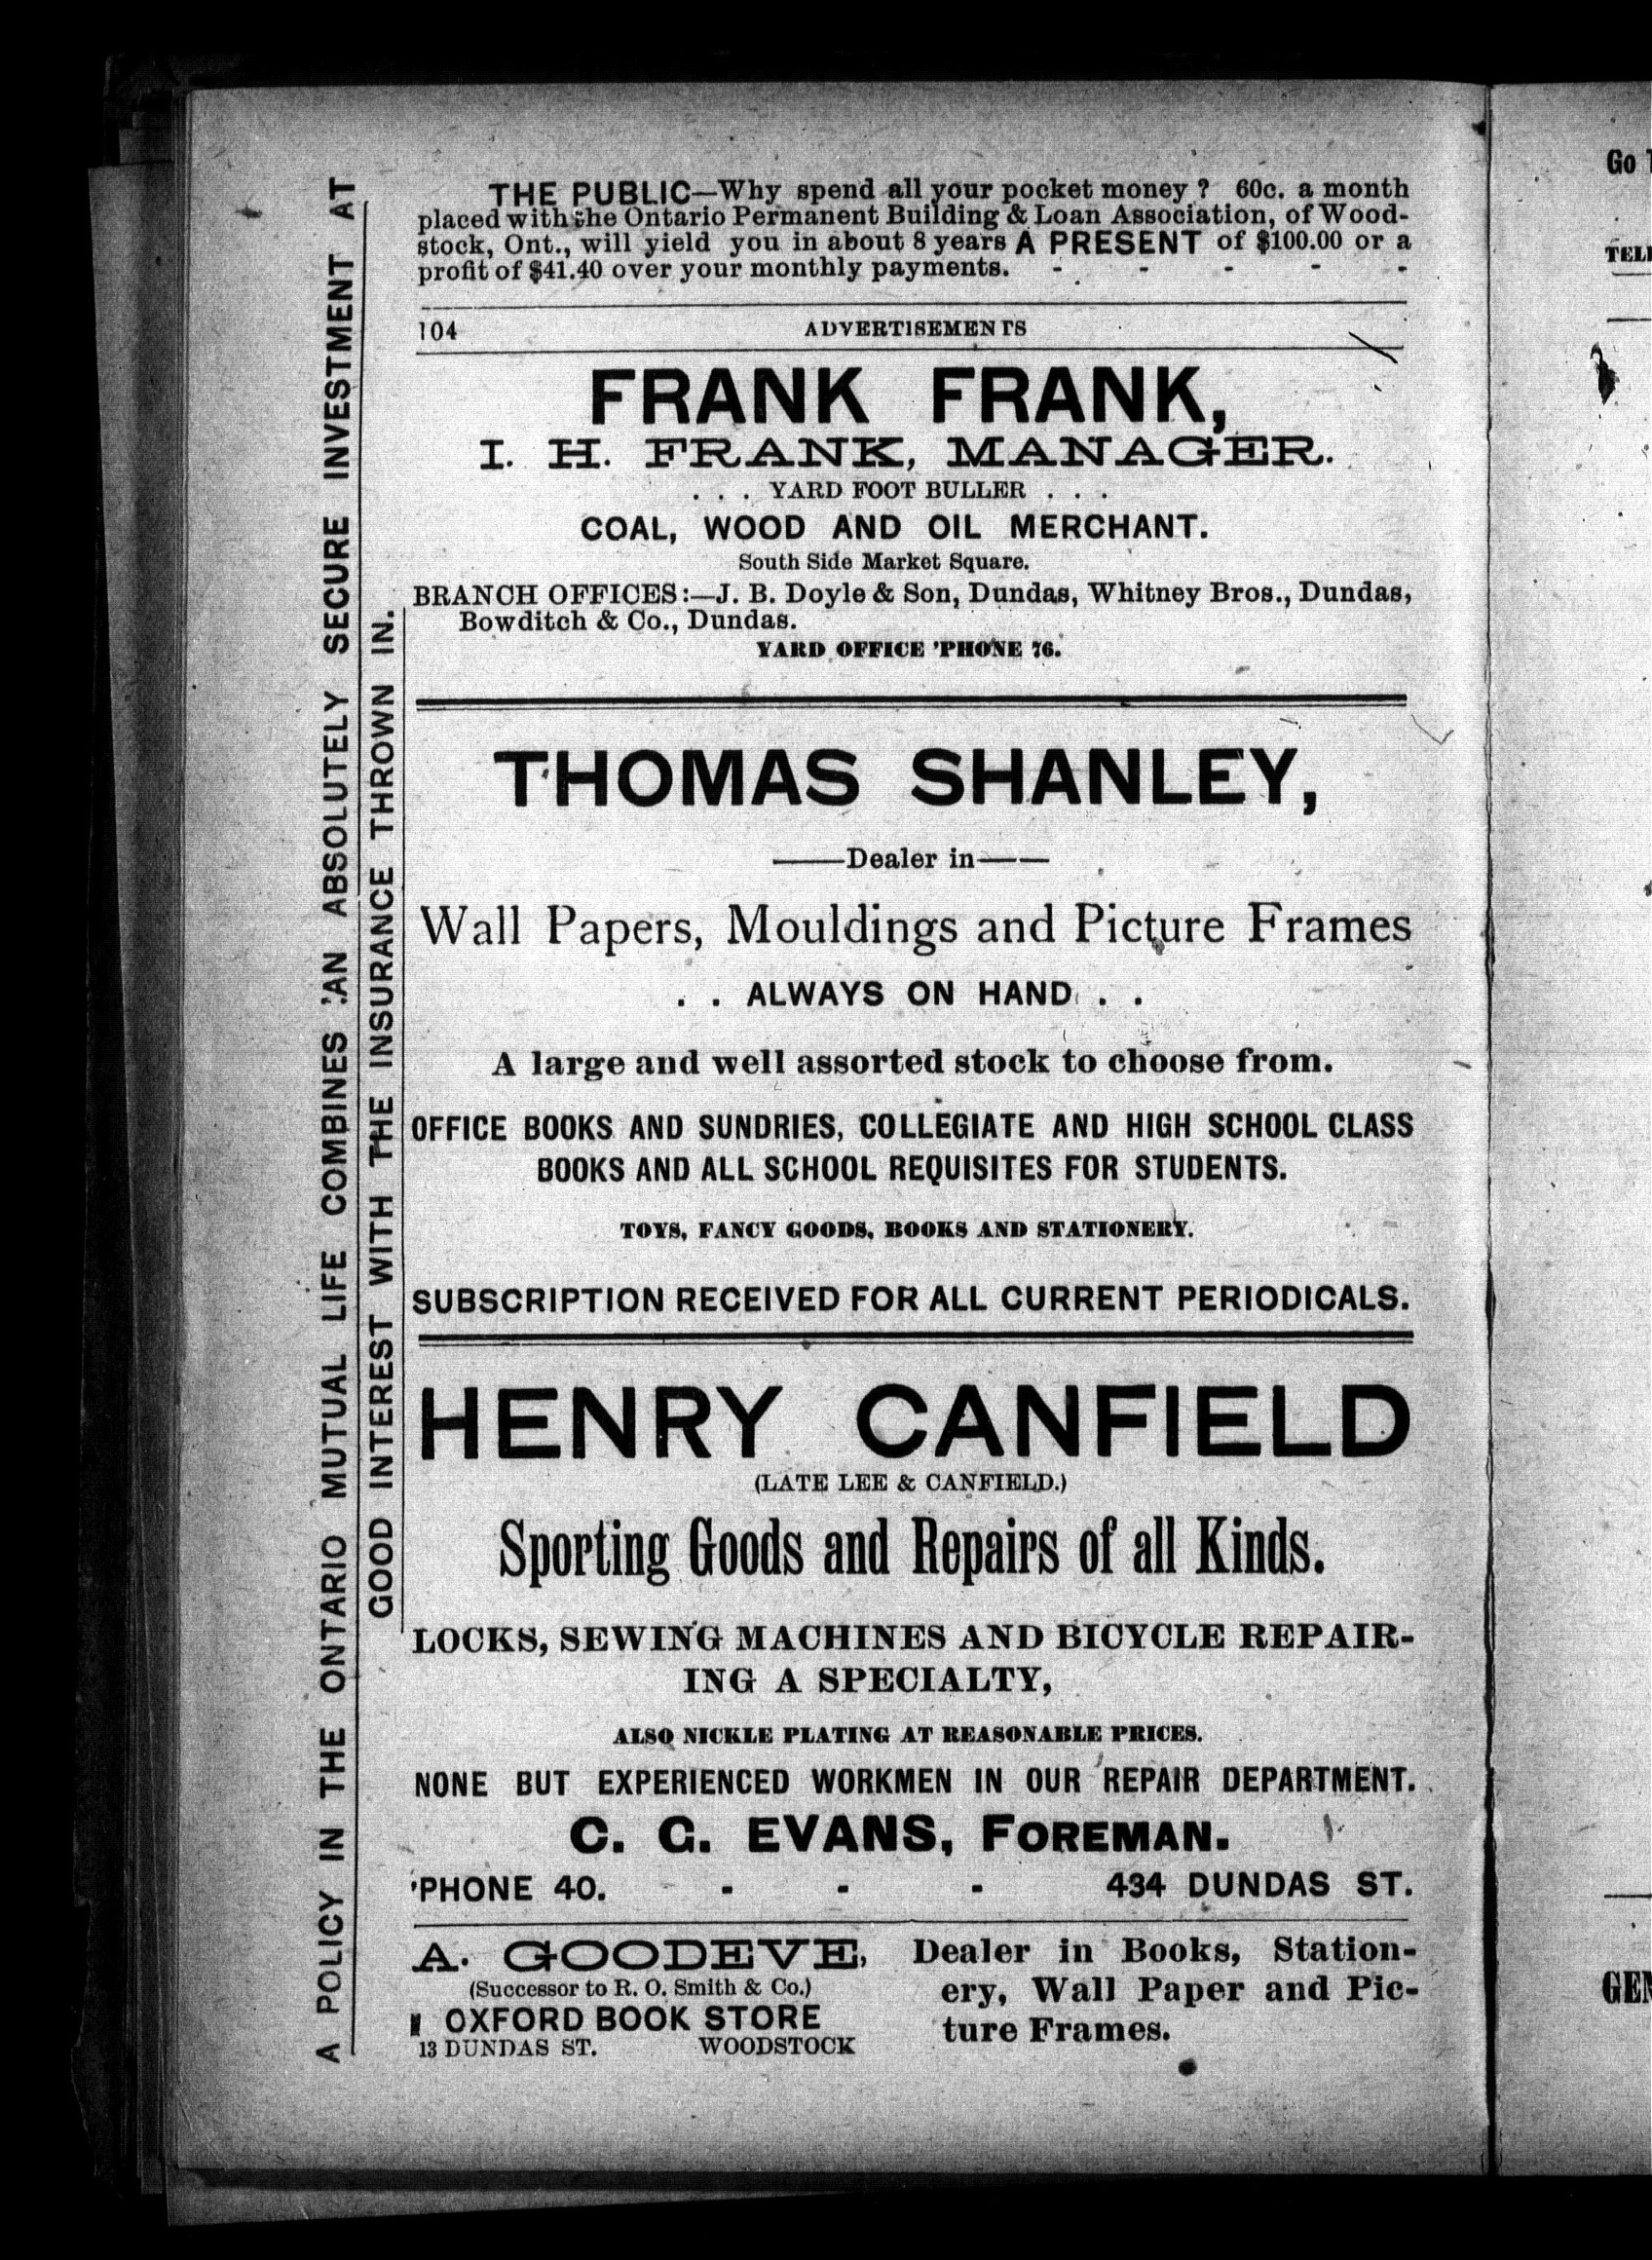 THE PUBLIC—Why spend all your pocket money ? 60c. a month
placed with the Ontario Permanent Building & Loan Association, of Wood-
stock, Ont., will yield you in about 8 years A PRESENT of $100.00 or a
profit of $41.40 over your monthly payments. - - - - -
104 ADVERTISEMENTS
FRANK FRANK,
I. H. FRANK, MANAGER.
. . . YARD FOOT BULLER . . .
COAL, WOOD AND OIL MERCHANT.
South Side Market Square.
BRANCH OFFICES:—J. B. Doyle & Son, Dundas, Whitney Bros., Dundas,
Bowditch & Co., Dundas.
YARD OFFICE 'PHONE 76.
THOMAS SHANLEY,
——Dealer in——
Wall Papers, Mouldings and Picture Frames
. . ALWAYS ON HAND . .
A large and well assorted stock to choose from.
OFFICE BOOKS AND SUNDRIES, COLLEGIATE AND HIGH SCHOOL CLASS
BOOKS AND ALL SCHOOL REQUISITES FOR STUDENTS.
TOYS, FANCY GOODS, BOOKS AND STATIONERY.
SUBSCRIPTION RECEIVED FOR ALL CURRENT PERIODICALS.
HENRY CANFIELD
(LATE LEE & CANFIELD.)
Sporting Goods and Repairs of all Kinds.
LOCKS, SEWING MACHINES AND BICYCLE REPAIR-
ING A SPECIALTY,
ALSO NICKLE PLATING AT REASONABLE PRICES.
NONE BUT EXPERIENCED WORKMEN IN OUR REPAIR DEPARTMENT.
C. G. EVANS, FOREMAN.
'PHONE 40. - - - 434 DUNDAS ST.
A. GOODEVE,
(Successor to R. O. Smith & Co.)
OXFORD BOOK STORE
13 DUNDAS ST. WOODSTOCK
Dealer in Books, Station-
ery, Wall Paper and Pic-
ture Frames.
A POLICY IN THE ONTARIO MUTUAL LIFE COMBINES AN ABSOLUTELY SECURE INVESTMENT AT
GOOD INTEREST WITH THE INSURANCE THROWN IN.
Go